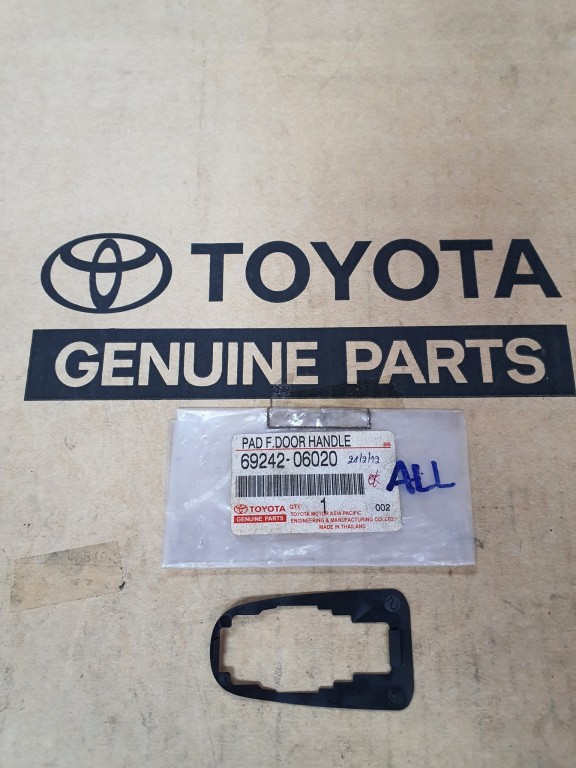 TOYOTA
GENUINE PARTS
PAD F.DOOR HANDLE
69242-06020
ALL
TOYOTA
GENUINE PARTS
QTY
1
002
TOYOTA MOTOR ASIA PACIFIC
ENGINEERING & MANUFACTURING CO.,LTD.
MADE IN THAILAND